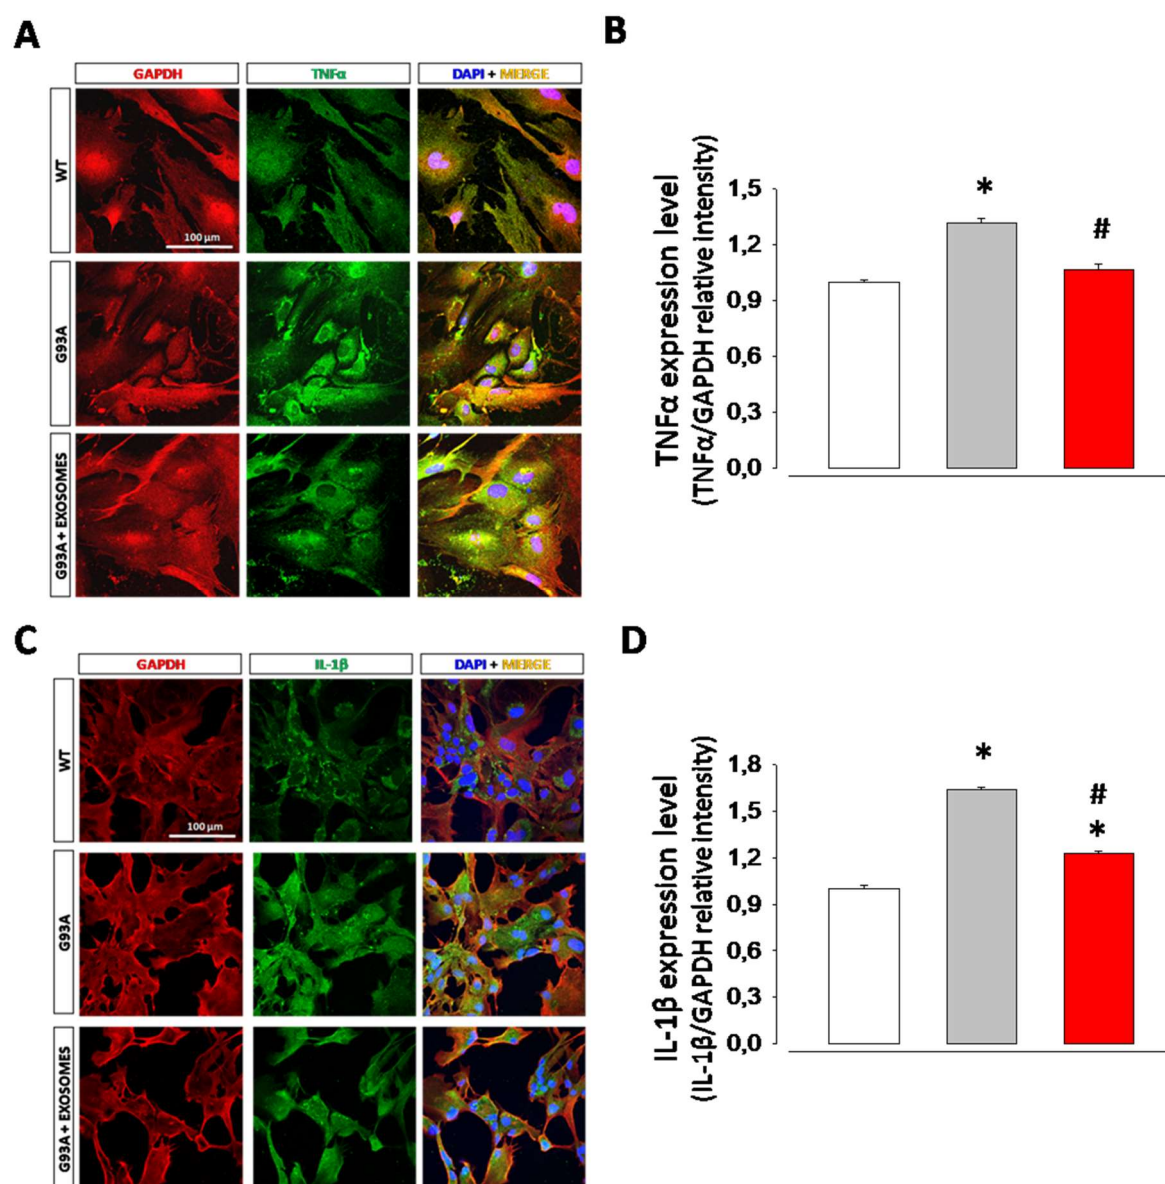 A
GAPDH
TNFα
DAPI + MERGE
WT
100 µm
G93A
G93A + EXOSOMES
B
TNFα expression level
(TNFα/GAPDH relative intensity)
1,5
1,2
0,9
0,6
0,3
0,0
*
#
C
GAPDH
IL-1β
DAPI + MERGE
WT
100 µm
G93A
G93A + EXOSOMES
D
IL-1β expression level
(IL-1β/GAPDH relative intensity)
1,8
1,5
1,2
0,9
0,6
0,3
0,0
*
#
*